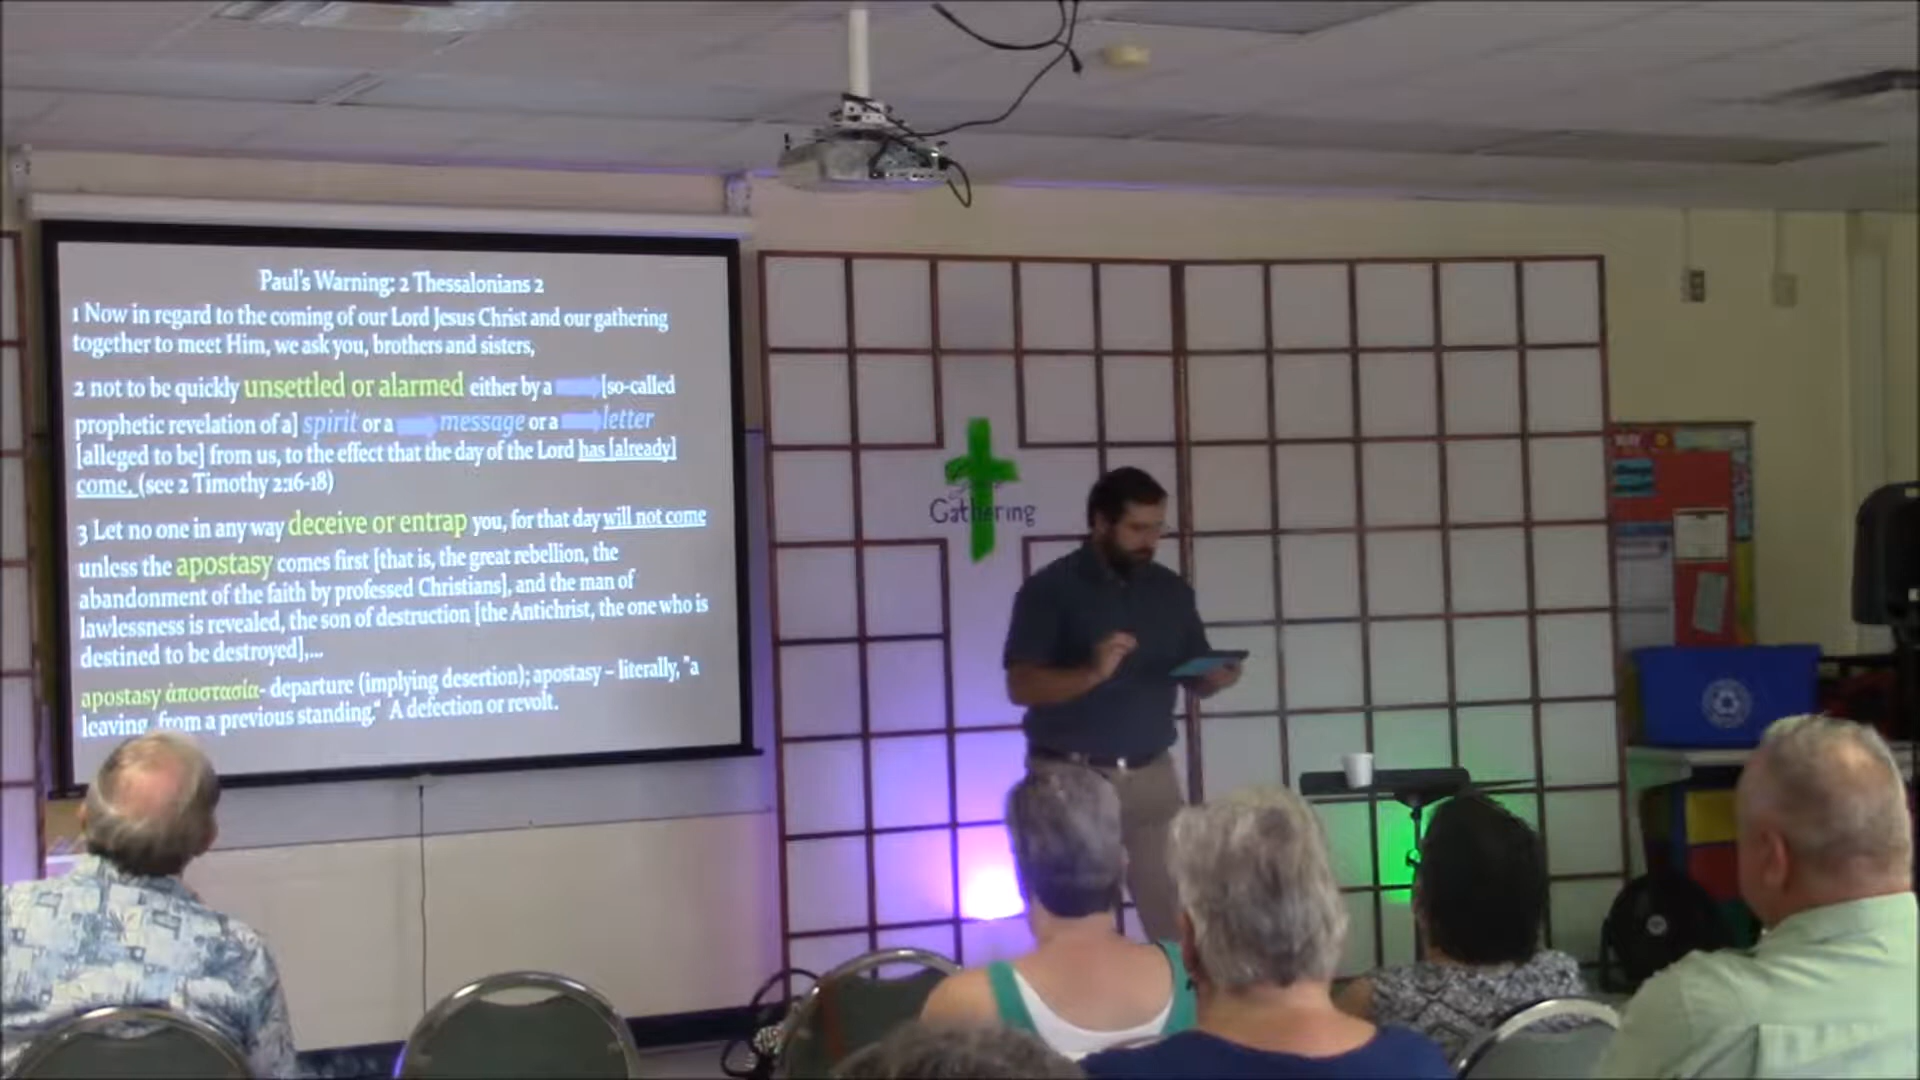 Paul's Warning: 2 Thessalonians 2
1 Now in regard to the coming of our Lord Jesus Christ and our gathering
together to meet Him, we ask you, brothers and sisters,
2 not to be quickly unsettled or alarmed either by a [so-called
prophetic revelation of a] spirit or a message or a letter
[alleged to be] from us, to the effect that the day of the Lord has [already]
come. (see 2 Timothy 2:16-18)
3 Let no one in any way deceive or entrap you, for that day will not come
unless the apostasy comes first [that is, the great rebellion, the
abandonment of the faith by professed Christians], and the man of
lawlessness is revealed, the son of destruction [the Antichrist, the one who is
destined to be destroyed],...
apostasy ἀποστασία- departure (implying desertion); apostasy – literally, "a
leaving, from a previous standing." A defection or revolt.
Gathering